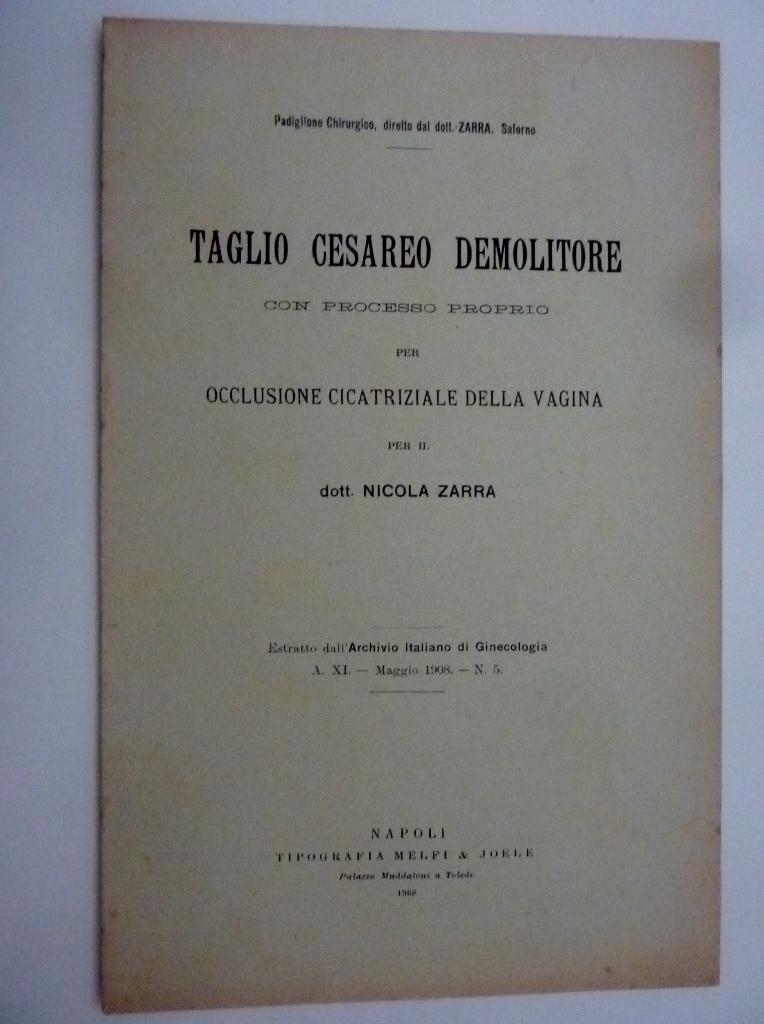 Padiglione Chirurgico, diretto dal dott. ZARRA. Salerno
TAGLIO CESAREO DEMOLITORE
CON PROCESSO PROPRIO
PER
OCCLUSIONE CICATRIZIALE DELLA VAGINA
PER IL
dott. NICOLA ZARRA
Estratto dall'Archivio Italiano di Ginecologia
A. XI. — Maggio 1908. — N. 5.
NAPOLI
TIPOGRAFIA MELFI & JOELE
Palazzo Maddaloni a Toledo
1908